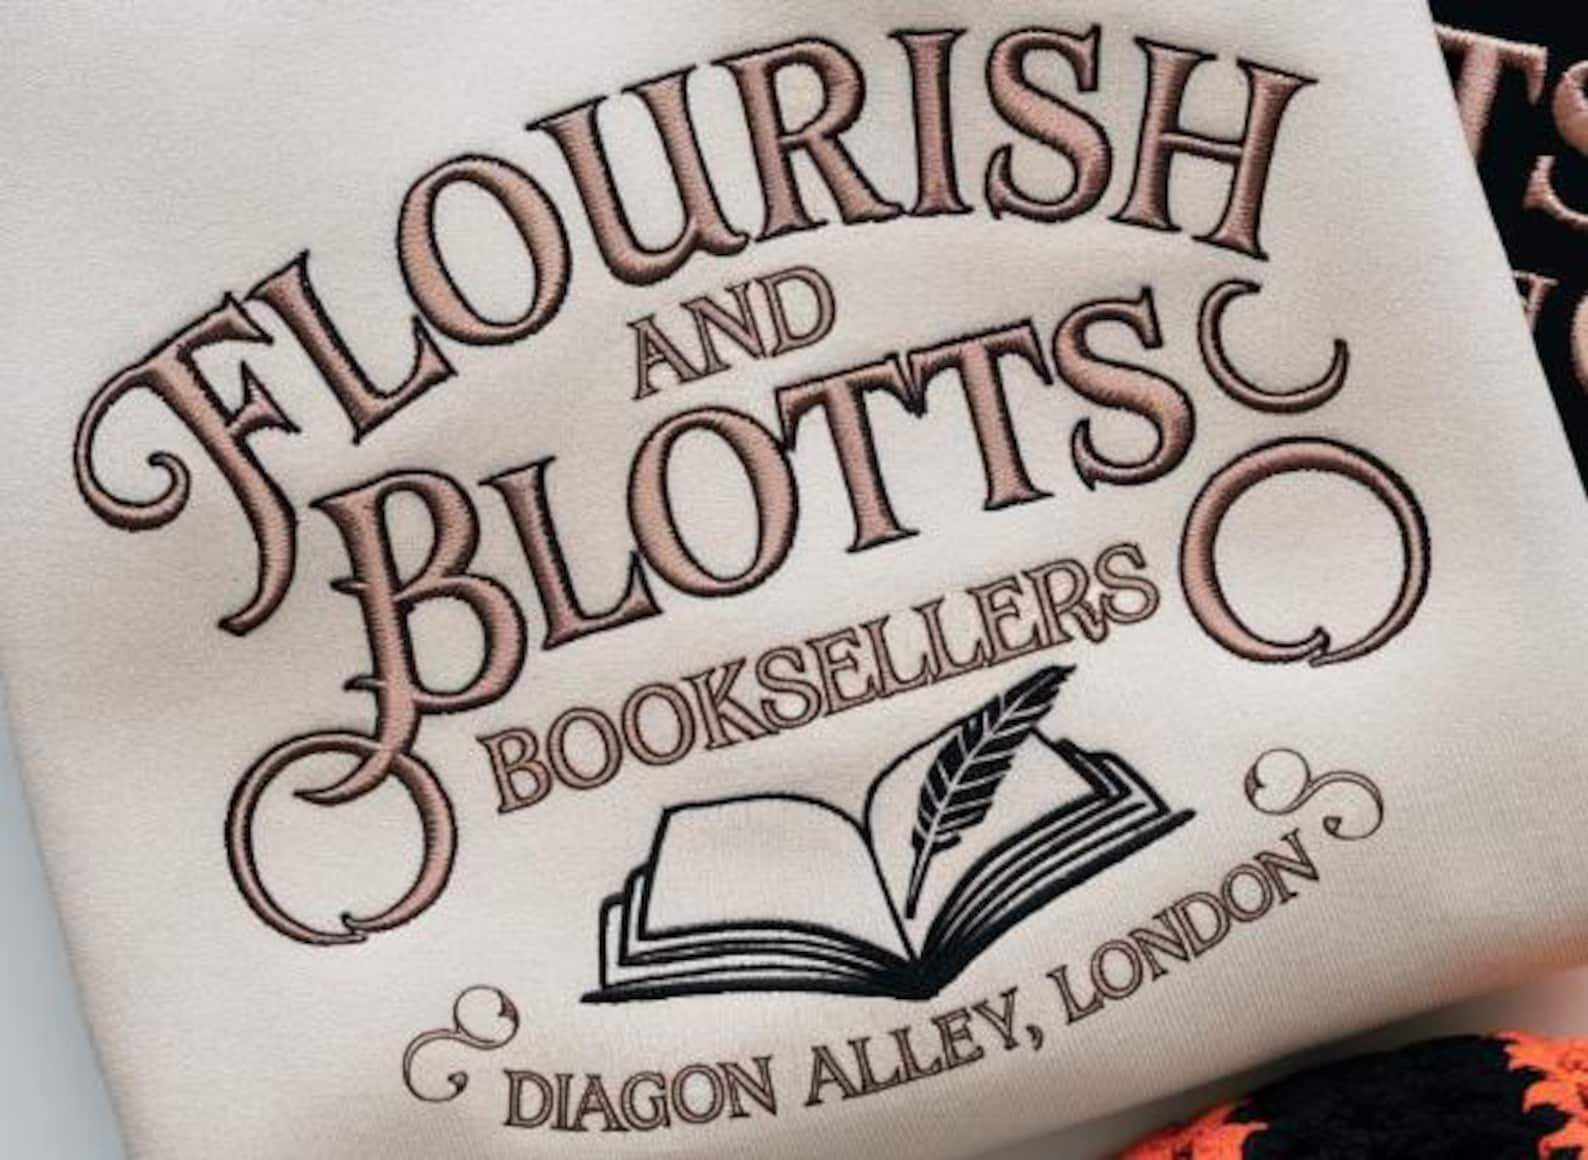 FLOURISH
AND
BLOTTS
BOOKSELLERS
DIAGON ALLEY, LONDON